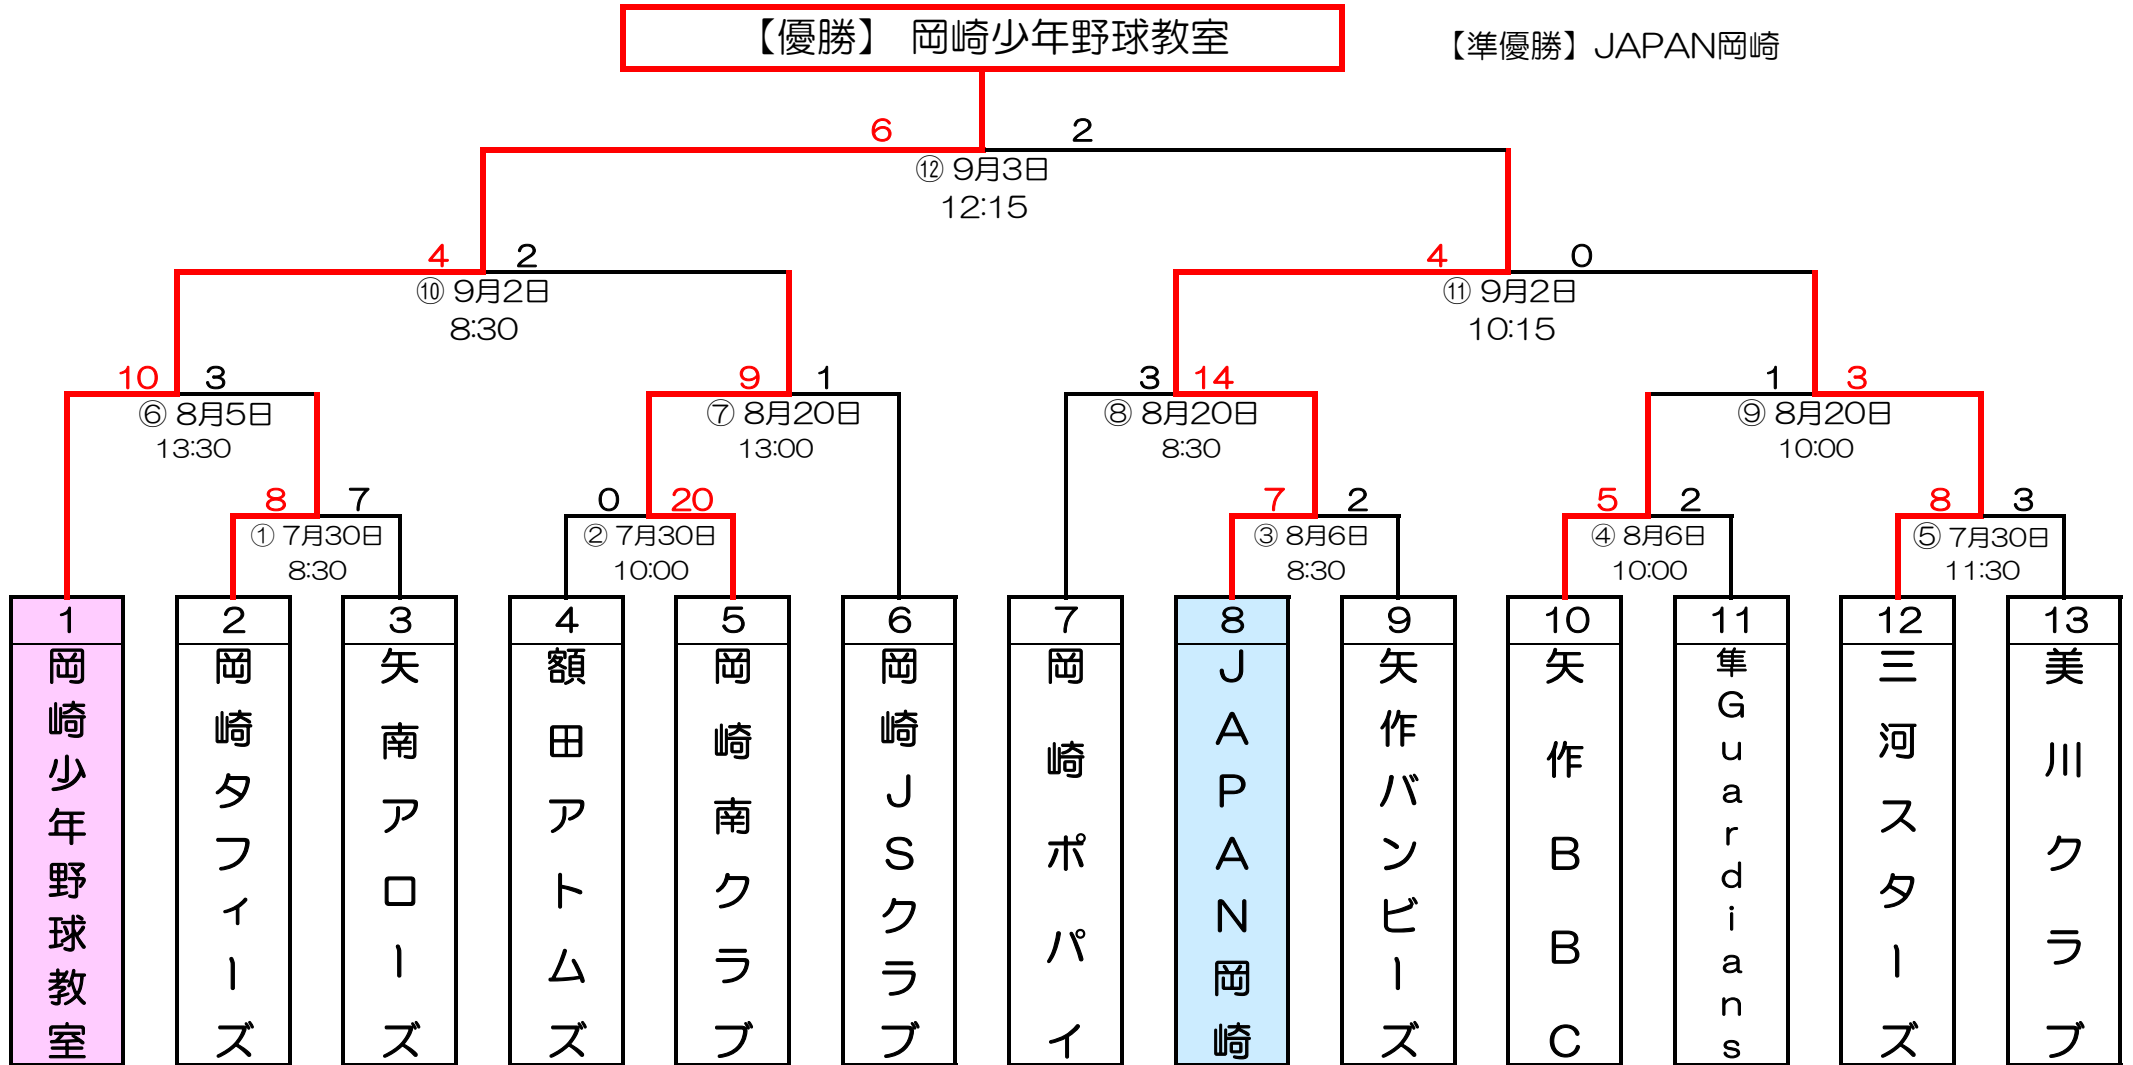 【優勝】 岡崎少年野球教室
【準優勝】JAPAN岡崎
6 2
⑫ 9月3日
12:15
4 2
⑩ 9月2日
8:30
4 0
⑪ 9月2日
10:15
10 3
⑥ 8月5日
13:30
9 1
⑦ 8月20日
13:00
3 14
⑧ 8月20日
8:30
1 3
⑨ 8月20日
10:00
8 7
① 7月30日
8:30
0 20
② 7月30日
10:00
7 2
③ 8月6日
8:30
5 2
④ 8月6日
10:00
8 3
⑤ 7月30日
11:30
1
岡崎少年野球教室
2
岡崎タフィーズ
3
矢南アローズ
4
額田アトムズ
5
岡崎南クラブ
6
岡崎JSクラブ
7
岡崎ポパイ
8
JAPAN岡崎
9
矢作バンビーズ
10
矢作BBC
11
隼Guardians
12
三河スターズ
13
美川クラブ